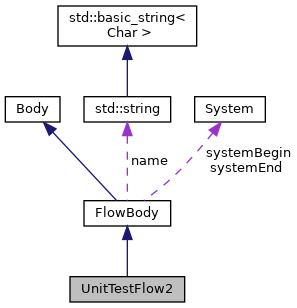 std::basic_string<
Char >
Body
std::string
System
name
systemBegin
systemEnd
FlowBody
UnitTestFlow2